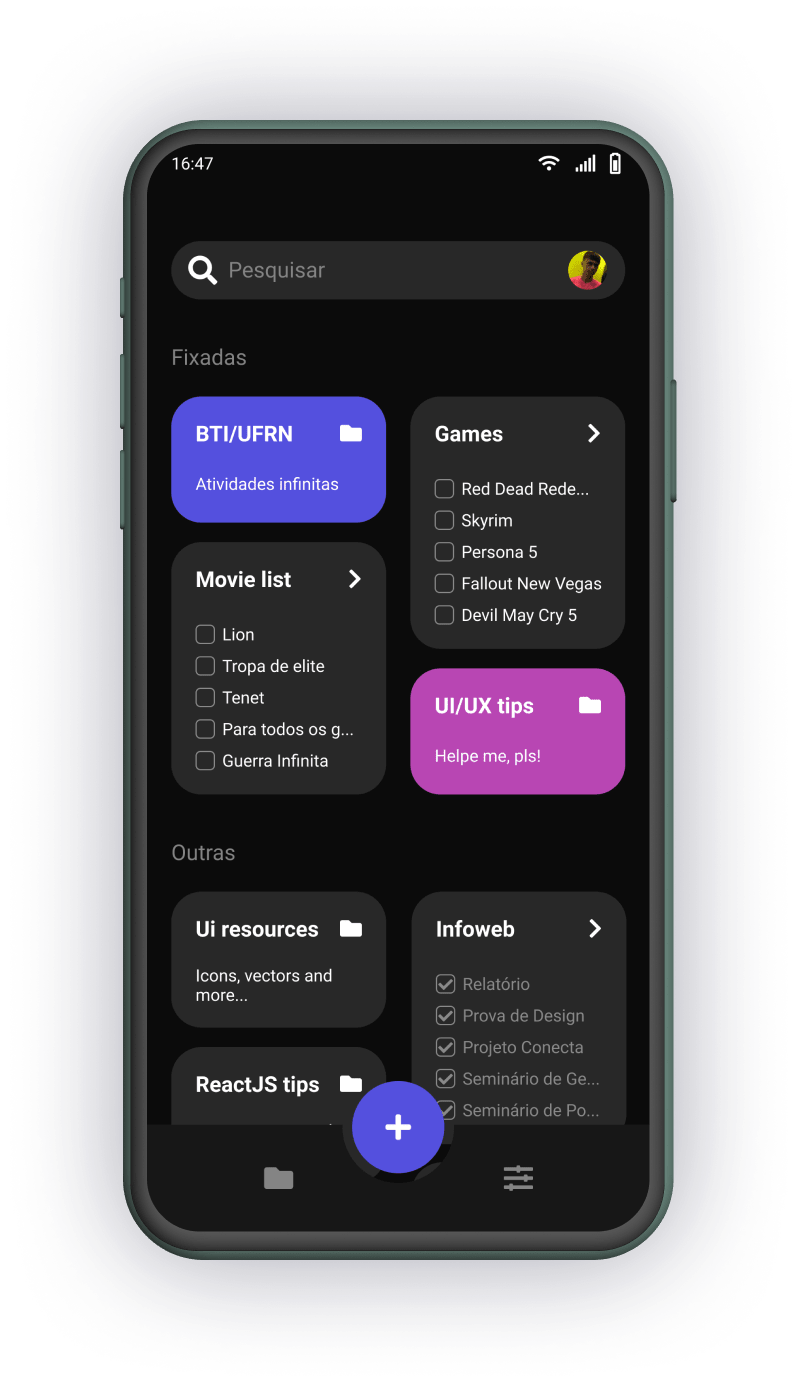 16:47
Pesquisar
Fixadas
BTI/UFRN
Atividades infinitas
Games
Red Dead Rede...
Skyrim
Persona 5
Fallout New Vegas
Devil May Cry 5
Movie list
Lion
Tropa de elite
Tenet
Para todos os g...
Guerra Infinita
UI/UX tips
Helpe me, pls!
Outras
Ui resources
Icons, vectors and
more...
Infoweb
Relatório
Prova de Design
Projeto Conecta
Seminário de Ge...
Seminário de Po...
ReactJS tips